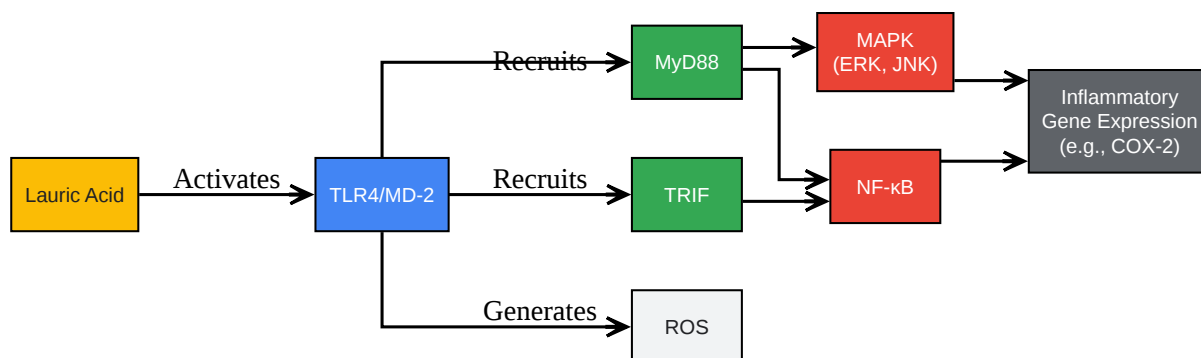 Recruits
MyD88
MAPK
(ERK, JNK)
Inflammatory
Gene Expression
(e.g., COX-2)
Lauric Acid
Activates
TLR4/MD-2
Recruits
TRIF
NF-κB
Generates
ROS